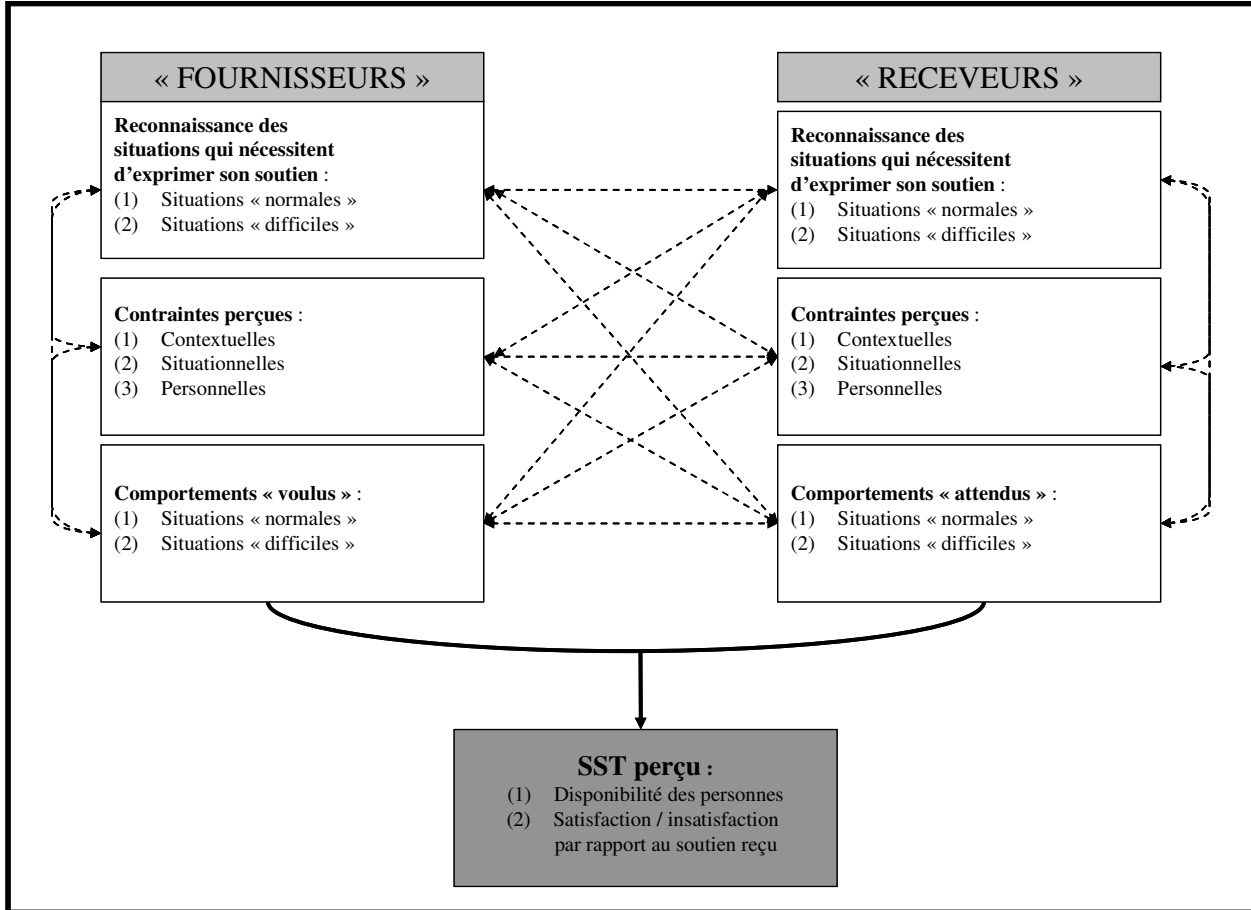 « FOURNISSEURS »
Reconnaissance des
situations qui nécessitent
d'exprimer son soutien :
(1) Situations « normales »
(2) Situations « difficiles »
Contraintes perçues :
(1) Contextuelles
(2) Situationnelles
(3) Personnelles
Comportements « voulus » :
(1) Situations « normales »
(2) Situations « difficiles »
« RECEVEURS »
Reconnaissance des
situations qui nécessitent
d'exprimer son soutien :
(1) Situations « normales »
(2) Situations « difficiles »
Contraintes perçues :
(1) Contextuelles
(2) Situationnelles
(3) Personnelles
Comportements « attendus » :
(1) Situations « normales »
(2) Situations « difficiles »
SST perçu :
(1) Disponibilité des personnes
(2) Satisfaction / insatisfaction
par rapport au soutien reçu